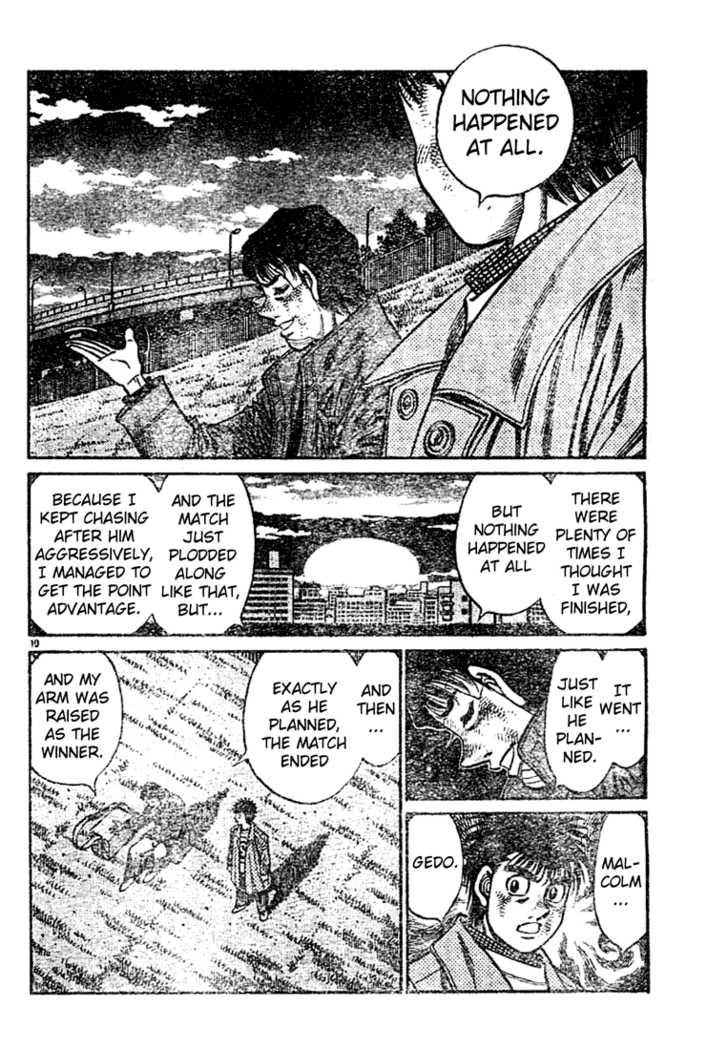 NOTHING
HAPPENED
AT ALL.
THERE
WERE
PLENTY OF
TIMES I
THOUGHT
I WAS
FINISHED,
BUT
NOTHING
HAPPENED
AT ALL
AND THE
MATCH
JUST
PLODDED
ALONG
LIKE THAT,
BUT...
BECAUSE I
KEPT CHASING
AFTER HIM
AGGRESSIVELY,
I MANAGED TO
GET THE POINT
ADVANTAGE.
IT
WENT
...
JUST
LIKE
HE
PLAN-
NED.
MAL-
COLM
...
GEDO.
AND
THEN
...
EXACTLY
AS HE
PLANNED,
THE MATCH
ENDED
AND MY
ARM WAS
RAISED
AS THE
WINNER.